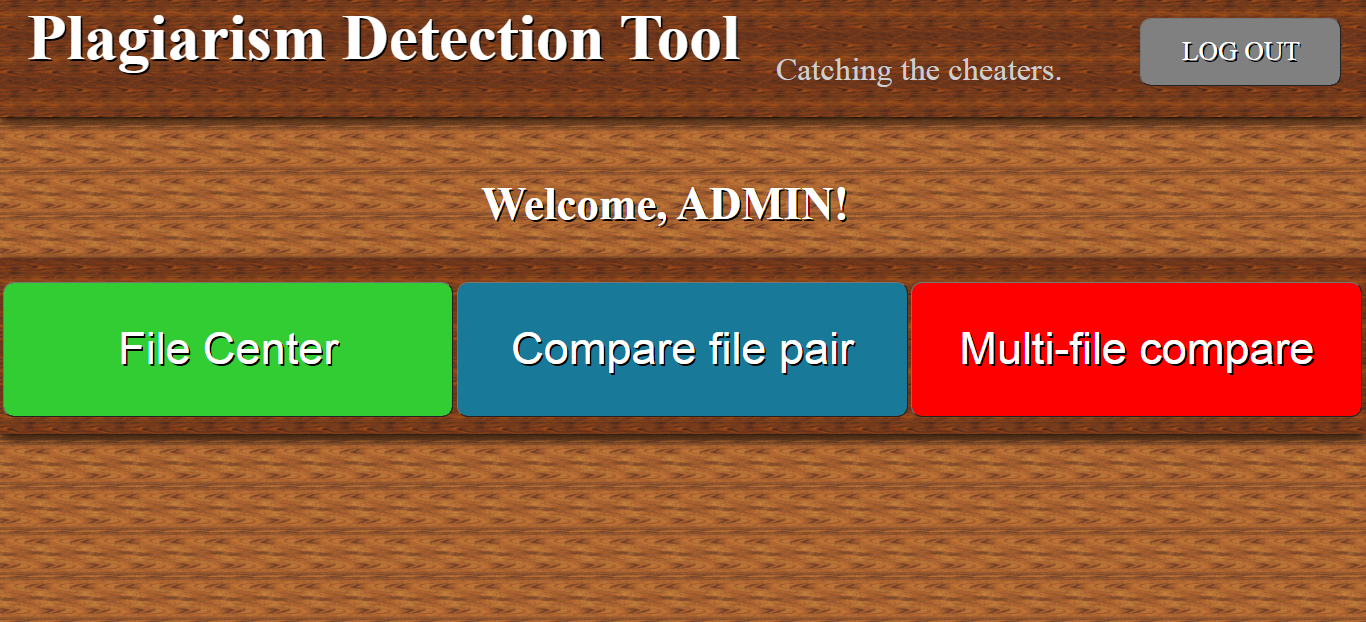 Plagiarism Detection Tool
Catching the cheaters.
LOG OUT
Welcome, ADMIN!
File Center
Compare file pair
Multi-file compare